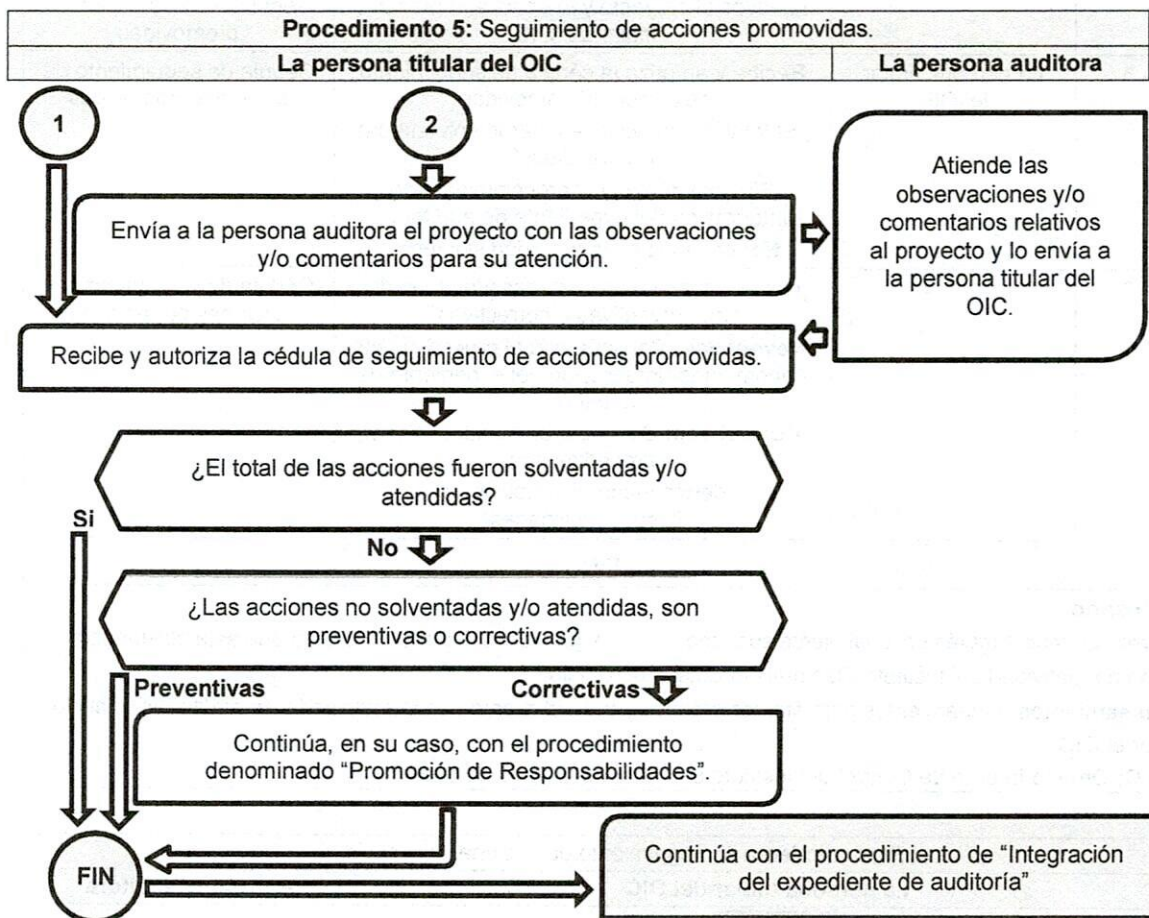 Procedimiento 5: Seguimiento de acciones promovidas.
La persona titular del OIC
La persona auditora
1
2
Envía a la persona auditora el proyecto con las observaciones
y/o comentarios para su atención.
Atiende las
observaciones y/o
comentarios relativos
al proyecto y lo envía a
la persona titular del
OIC.
Recibe y autoriza la cédula de seguimiento de acciones promovidas.
¿El total de las acciones fueron solventadas y/o
atendidas?
Si
No
¿Las acciones no solventadas y/o atendidas, son
preventivas o correctivas?
Preventivas
Correctivas
Continúa, en su caso, con el procedimiento
denominado “Promoción de Responsabilidades”.
FIN
Continúa con el procedimiento de “Integración
del expediente de auditoría”